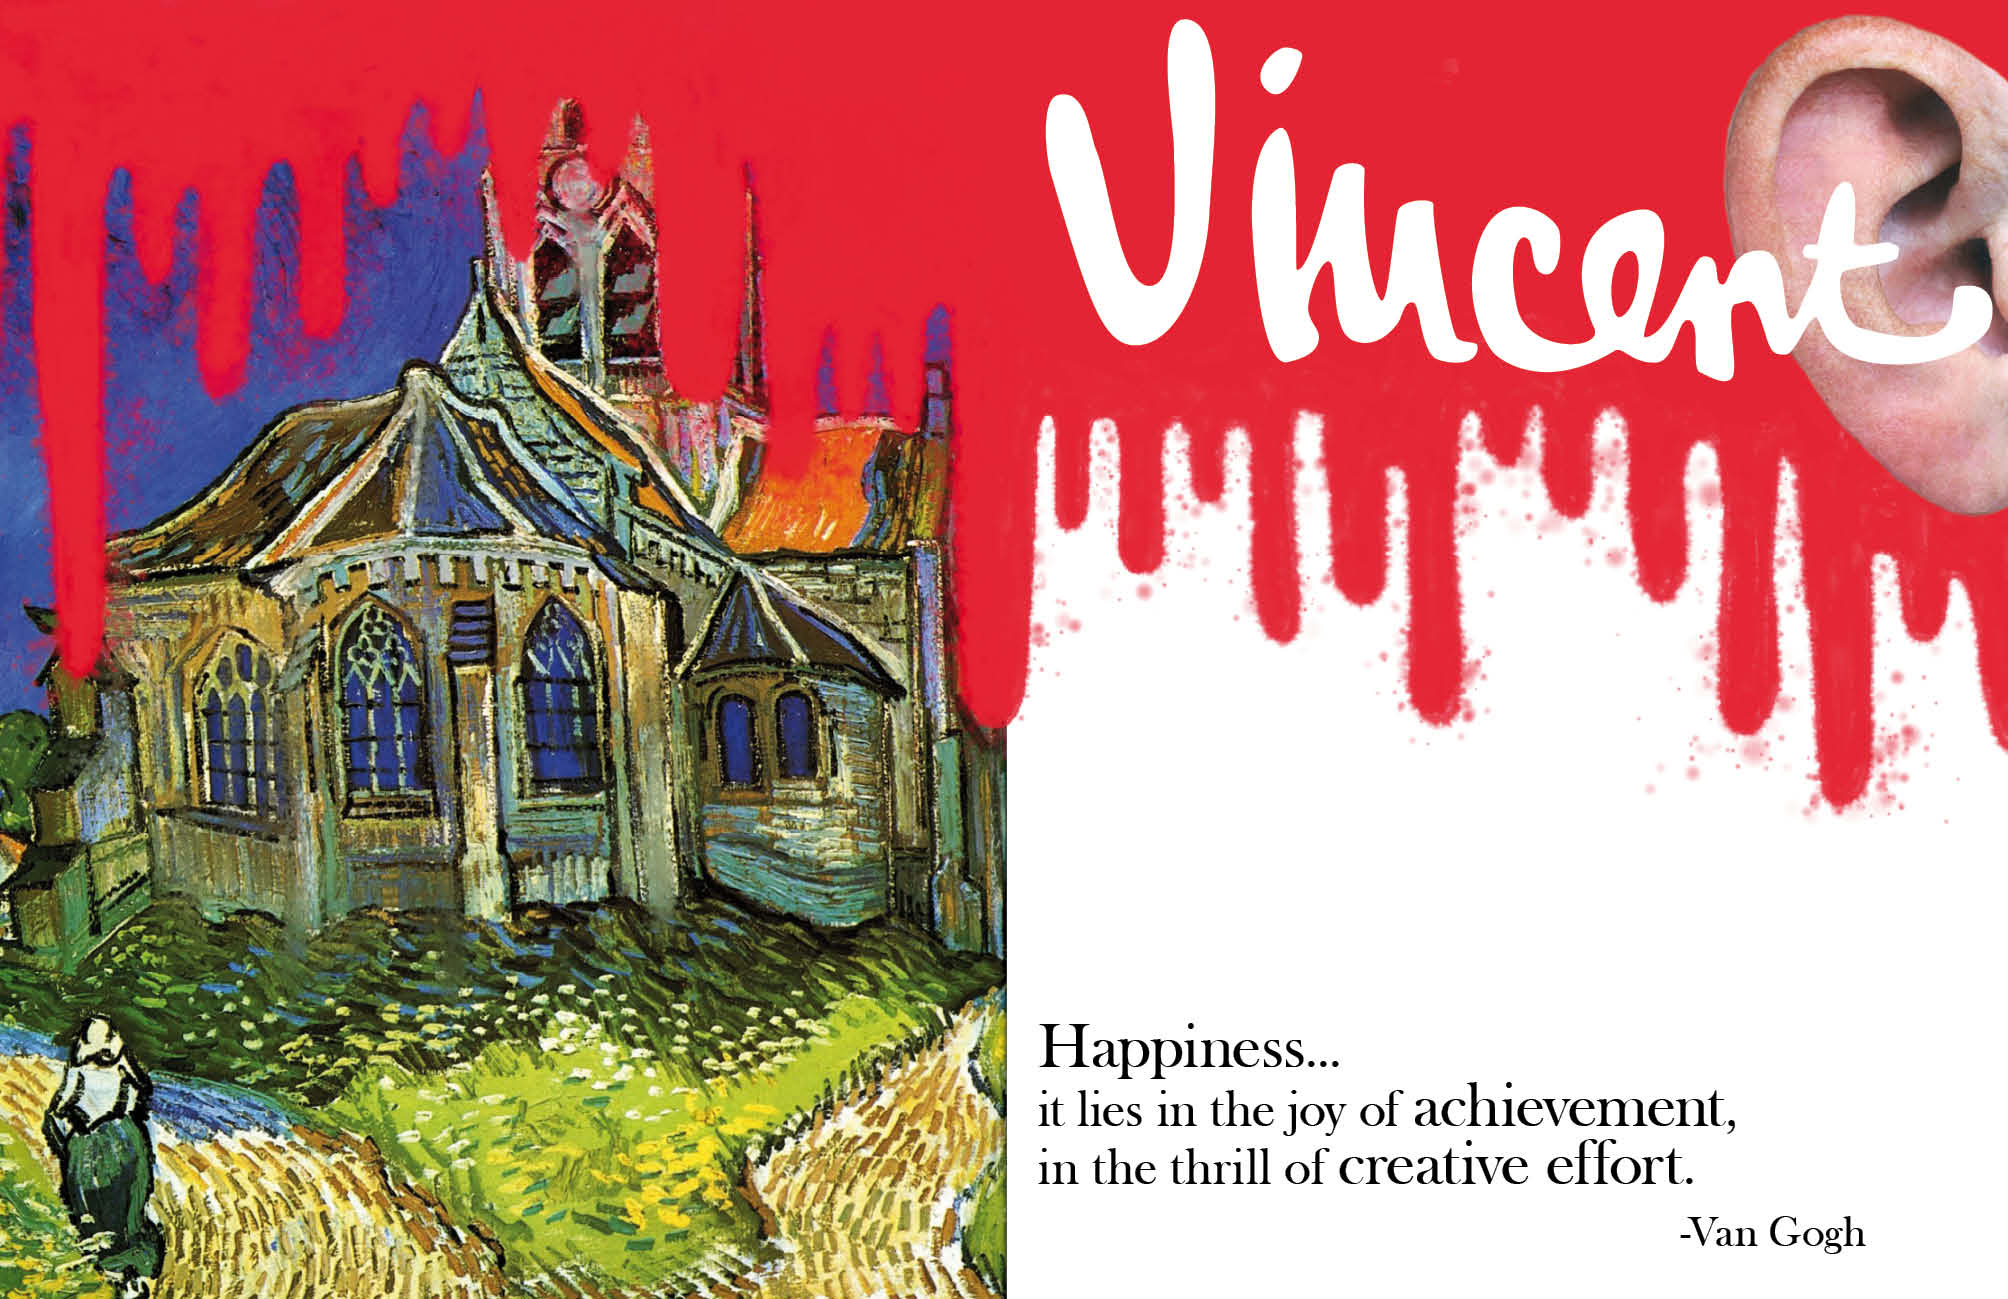 Vincent
Happiness...
it lies in the joy of achievement,
in the thrill of creative effort.
-Van Gogh